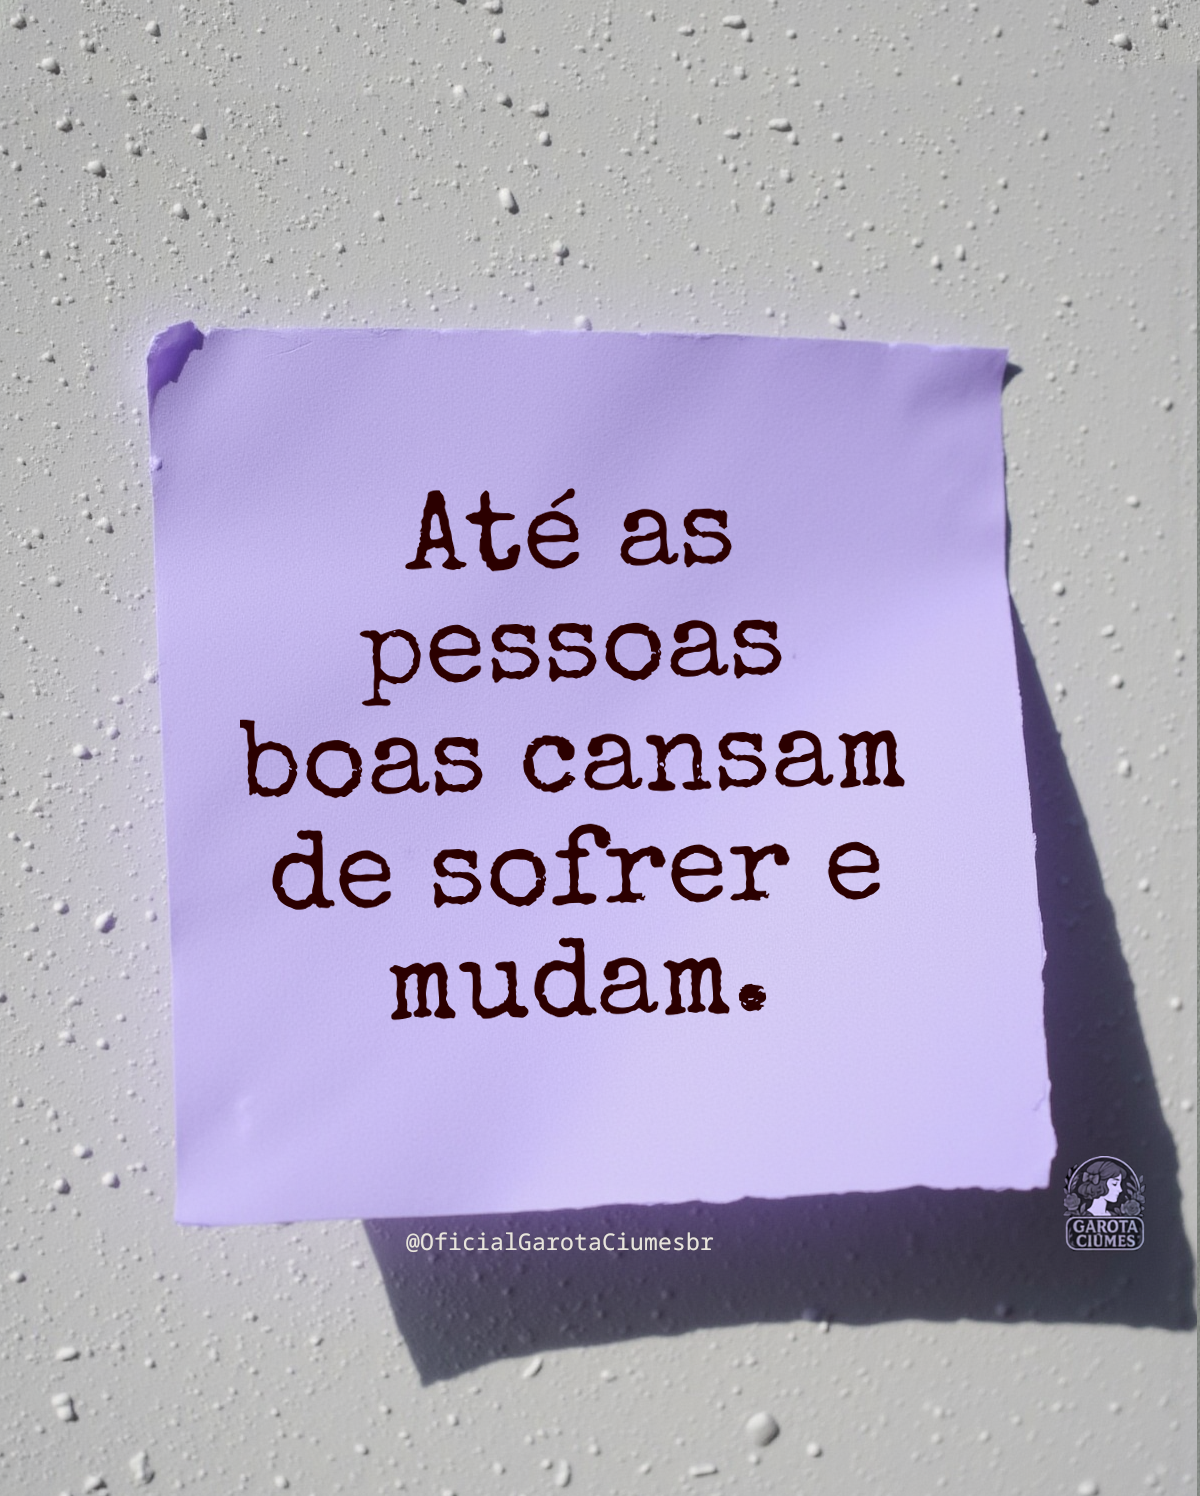 Até as
pessoas
boas cansam
de sofrer e
mudam.
@OficialGarotaCiumesbr
GAROTA
CIÚMES